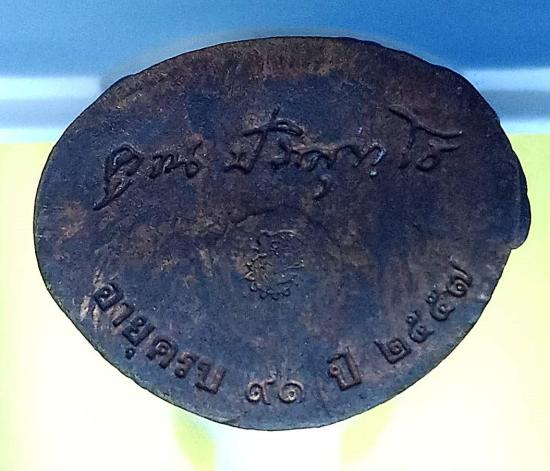 คูณ ปริสุทฺโธ
อายุครบ ๙๑ ปี ๒๕๕๗